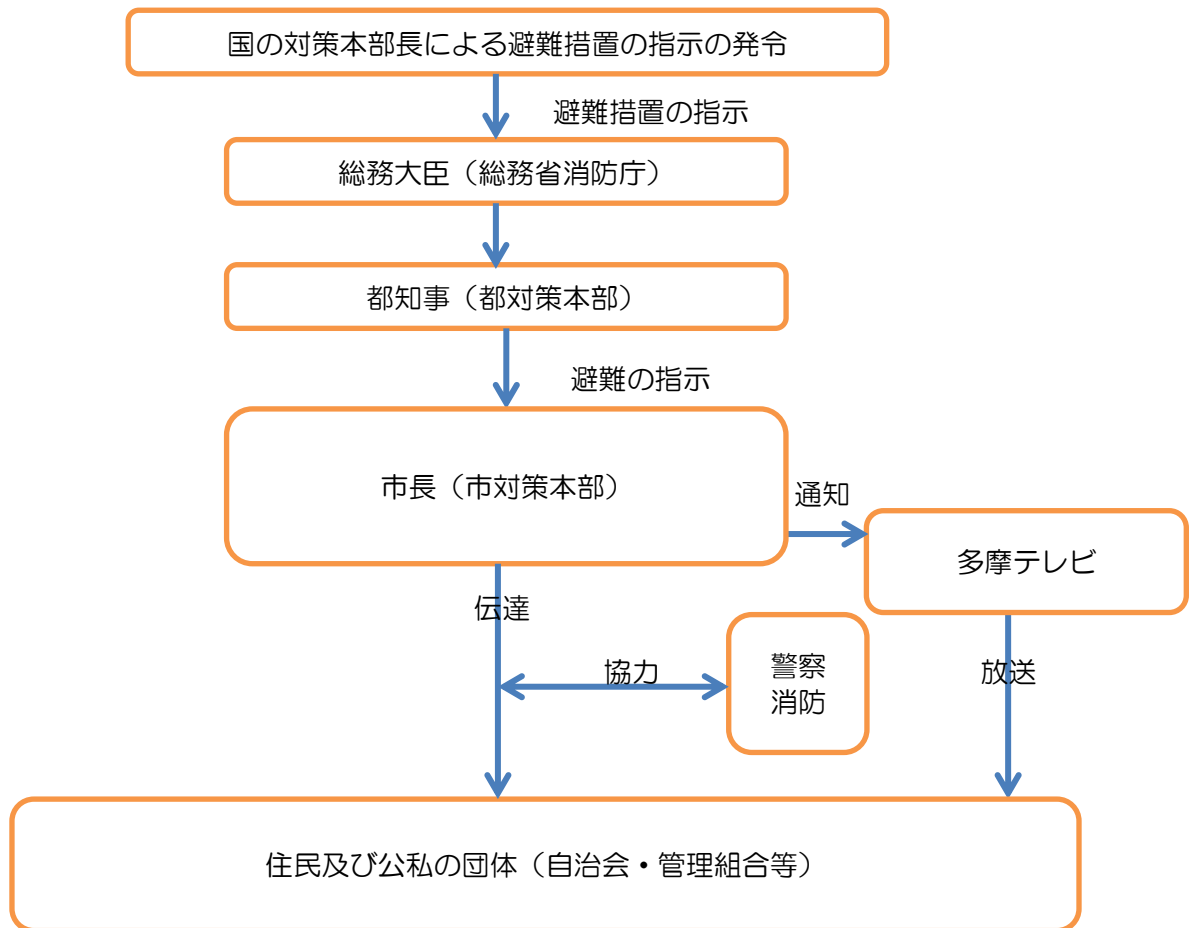 国の対策本部長による避難措置の指示の発令
避難措置の指示
総務大臣（総務省消防庁）
都知事（都対策本部）
避難の指示
市長（市対策本部）
通知
多摩テレビ
伝達
協力
警察
消防
放送
住民及び公私の団体（自治会・管理組合等）